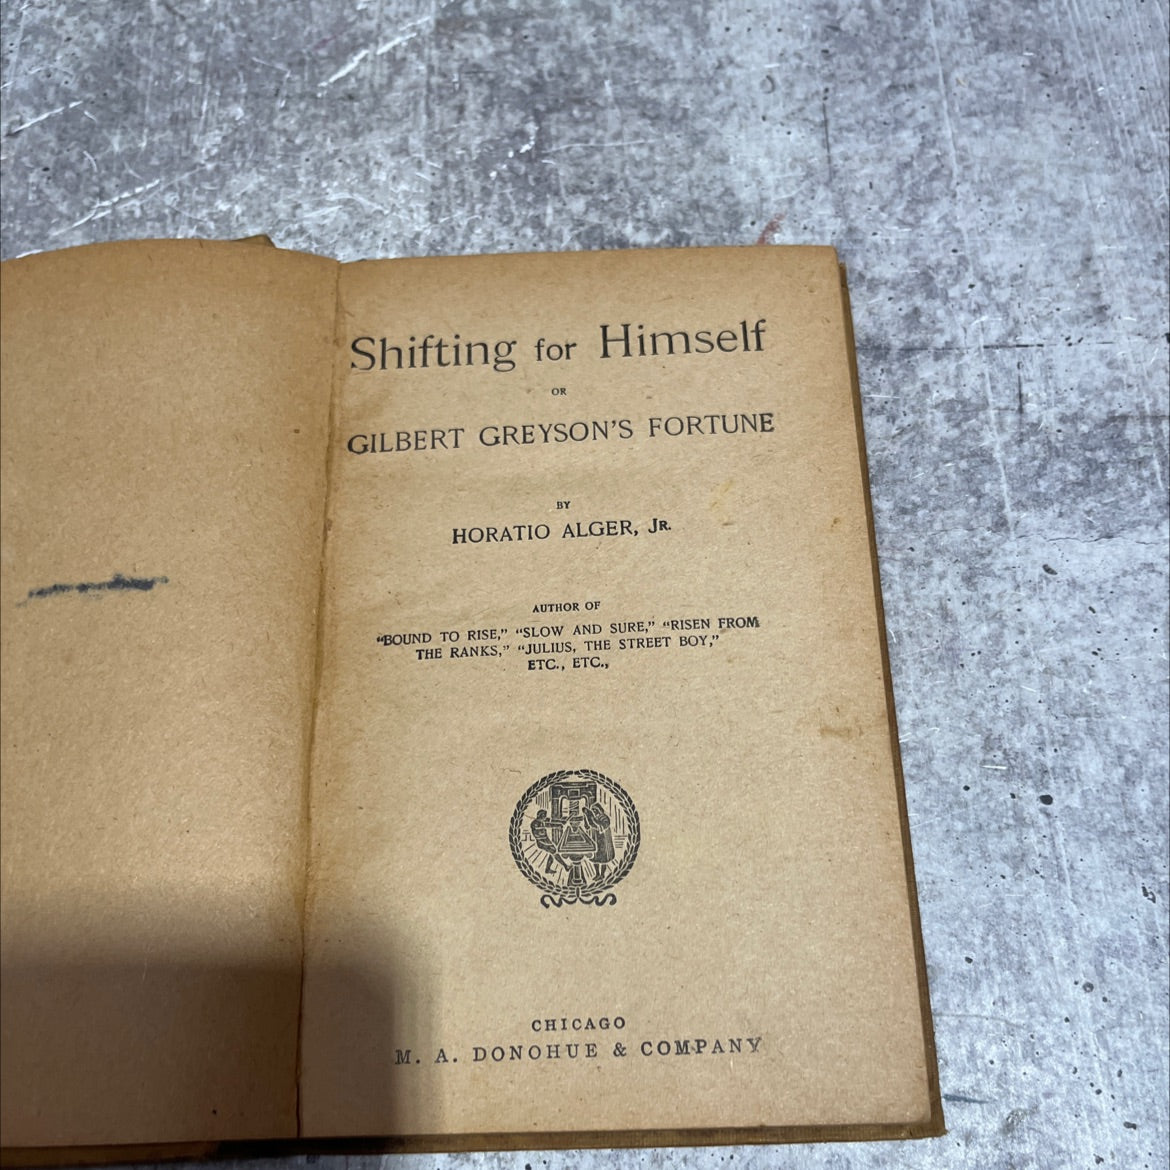 Shifting for Himself
OR
GILBERT GREYSON'S FORTUNE
BY
HORATIO ALGER, JR.
AUTHOR OF
"BOUND TO RISE," "SLOW AND SURE," "RISEN FROM
THE RANKS," "JULIUS, THE STREET BOY,"
ETC., ETC.,
CHICAGO
M. A. DONOHUE & COMPANY